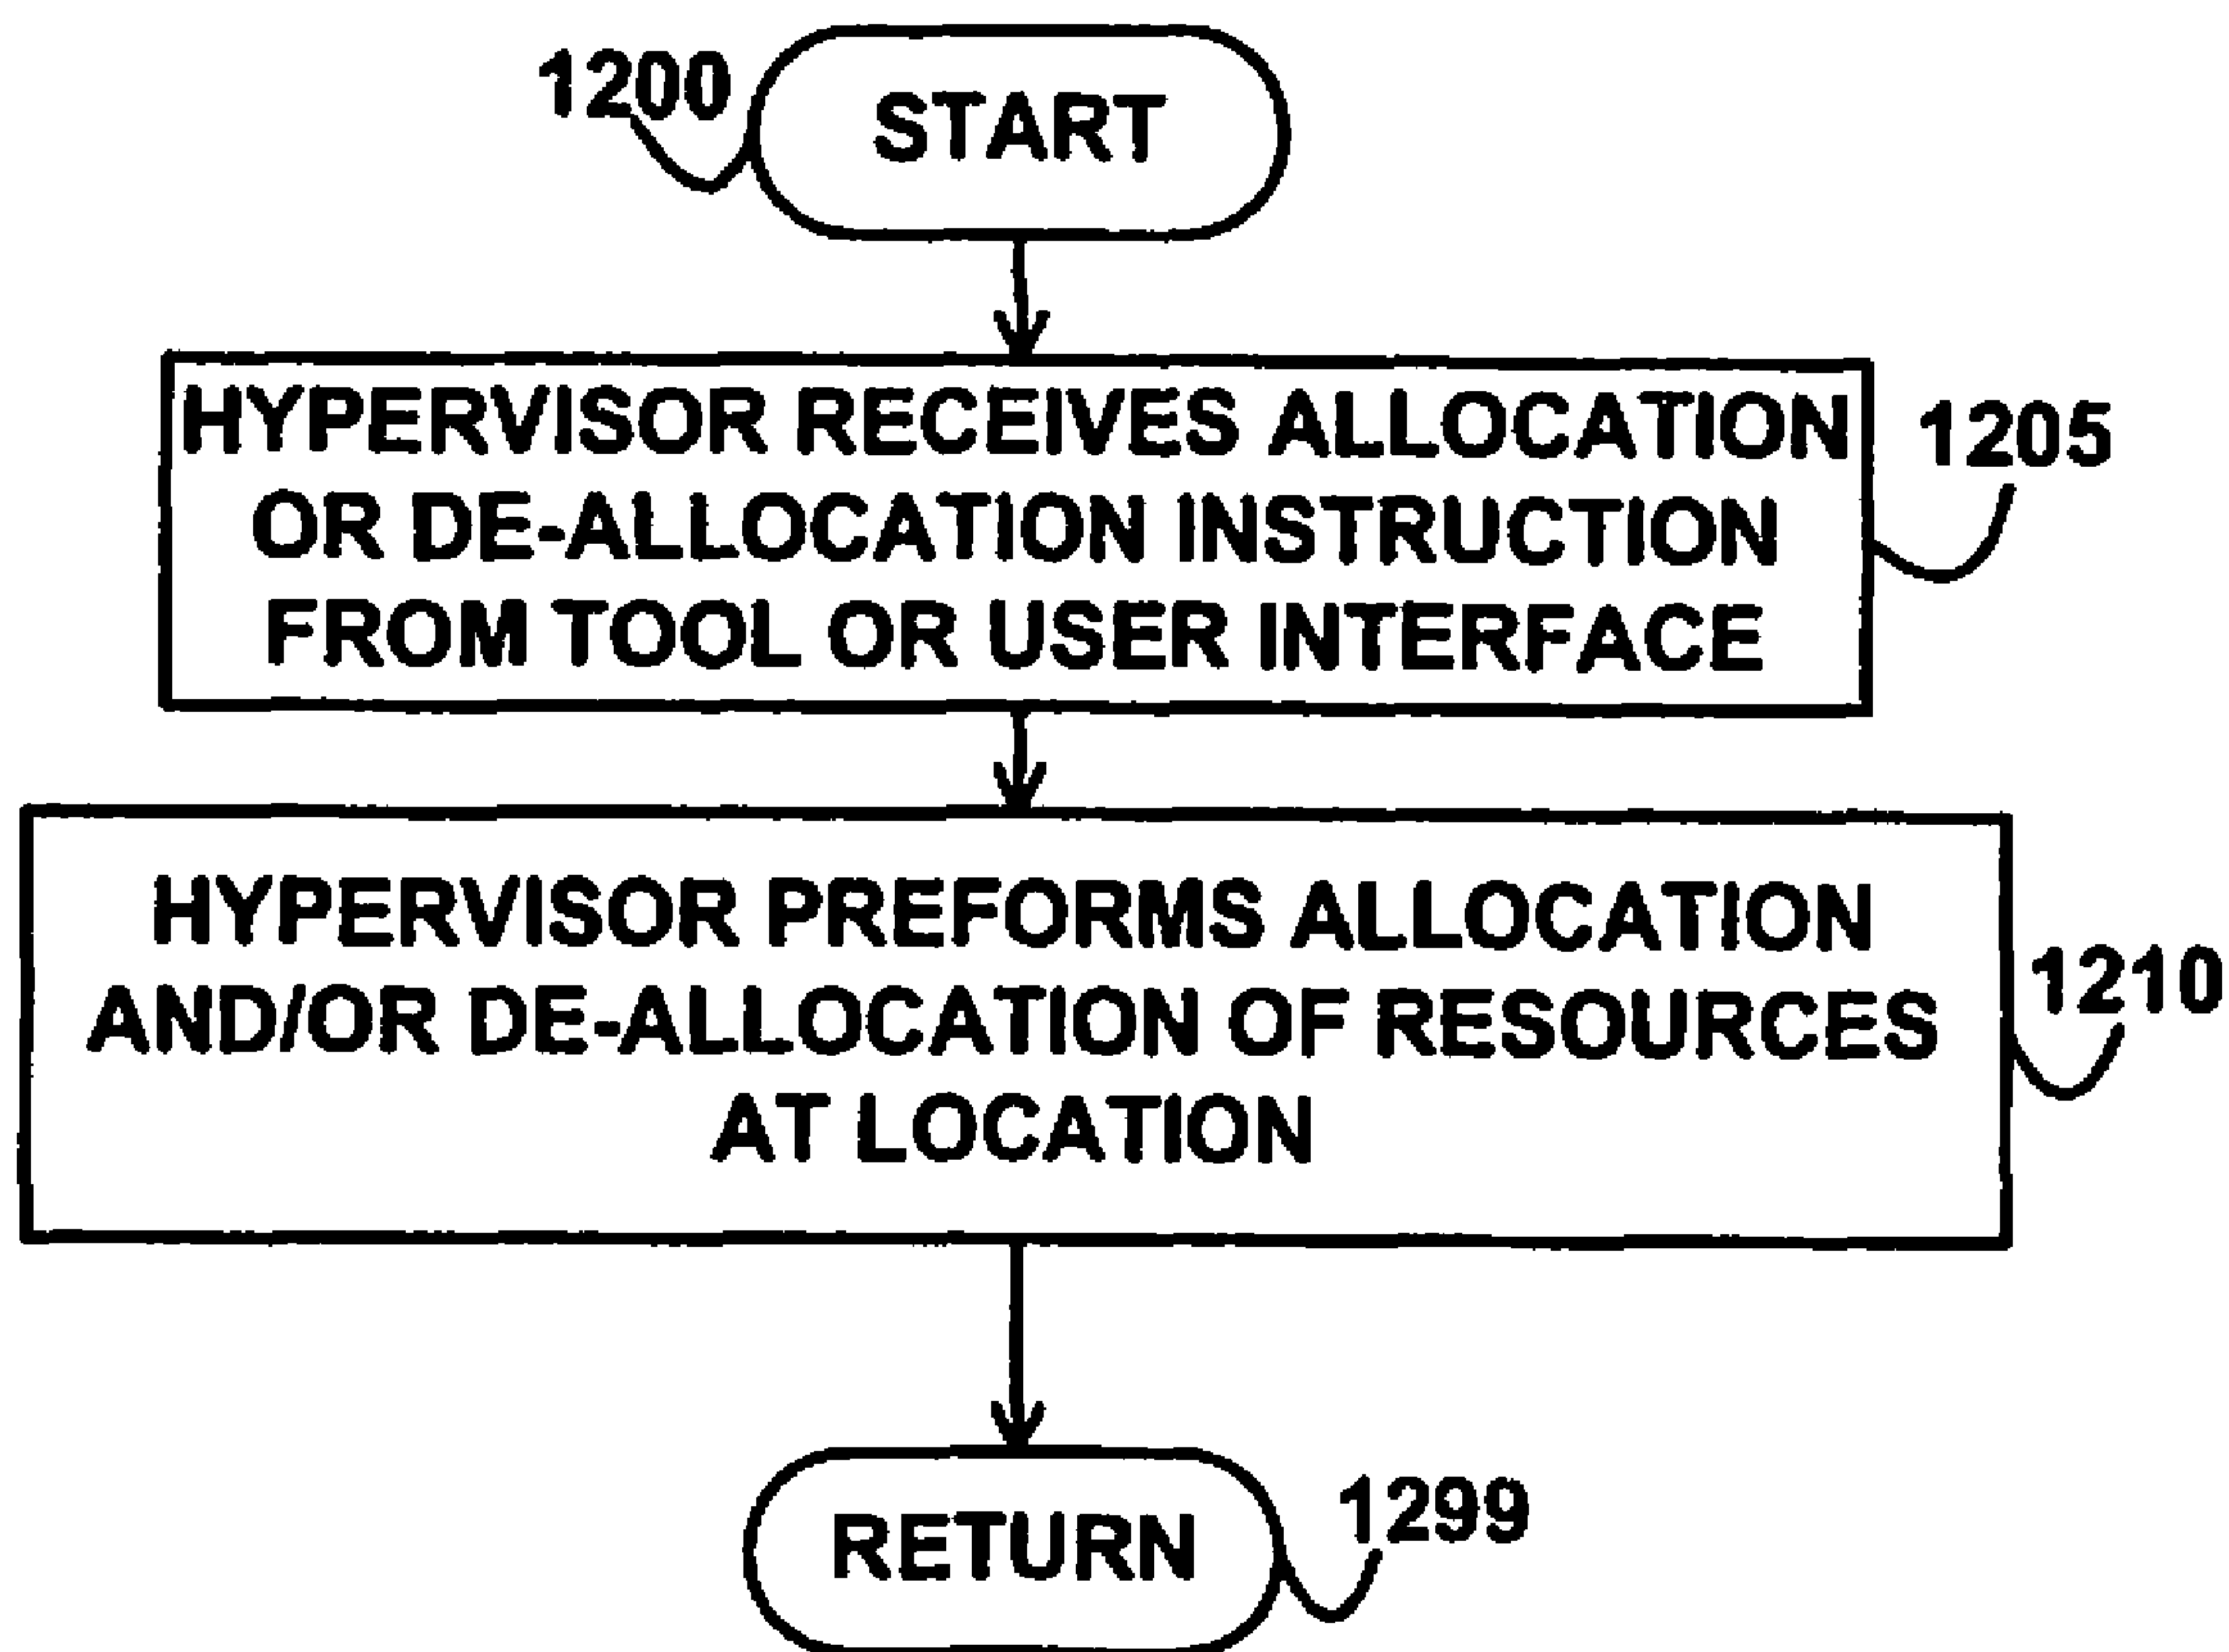 1200
START
HYPERVISOR RECEIVES ALLOCATION
OR DE-ALLOCATION INSTRUCTION
FROM TOOL OR USER INTERFACE
1205
HYPERVISOR PREFORMS ALLOCATION
AND/OR DE-ALLOCATION OF RESOURCES
AT LOCATION
1210
RETURN
1299